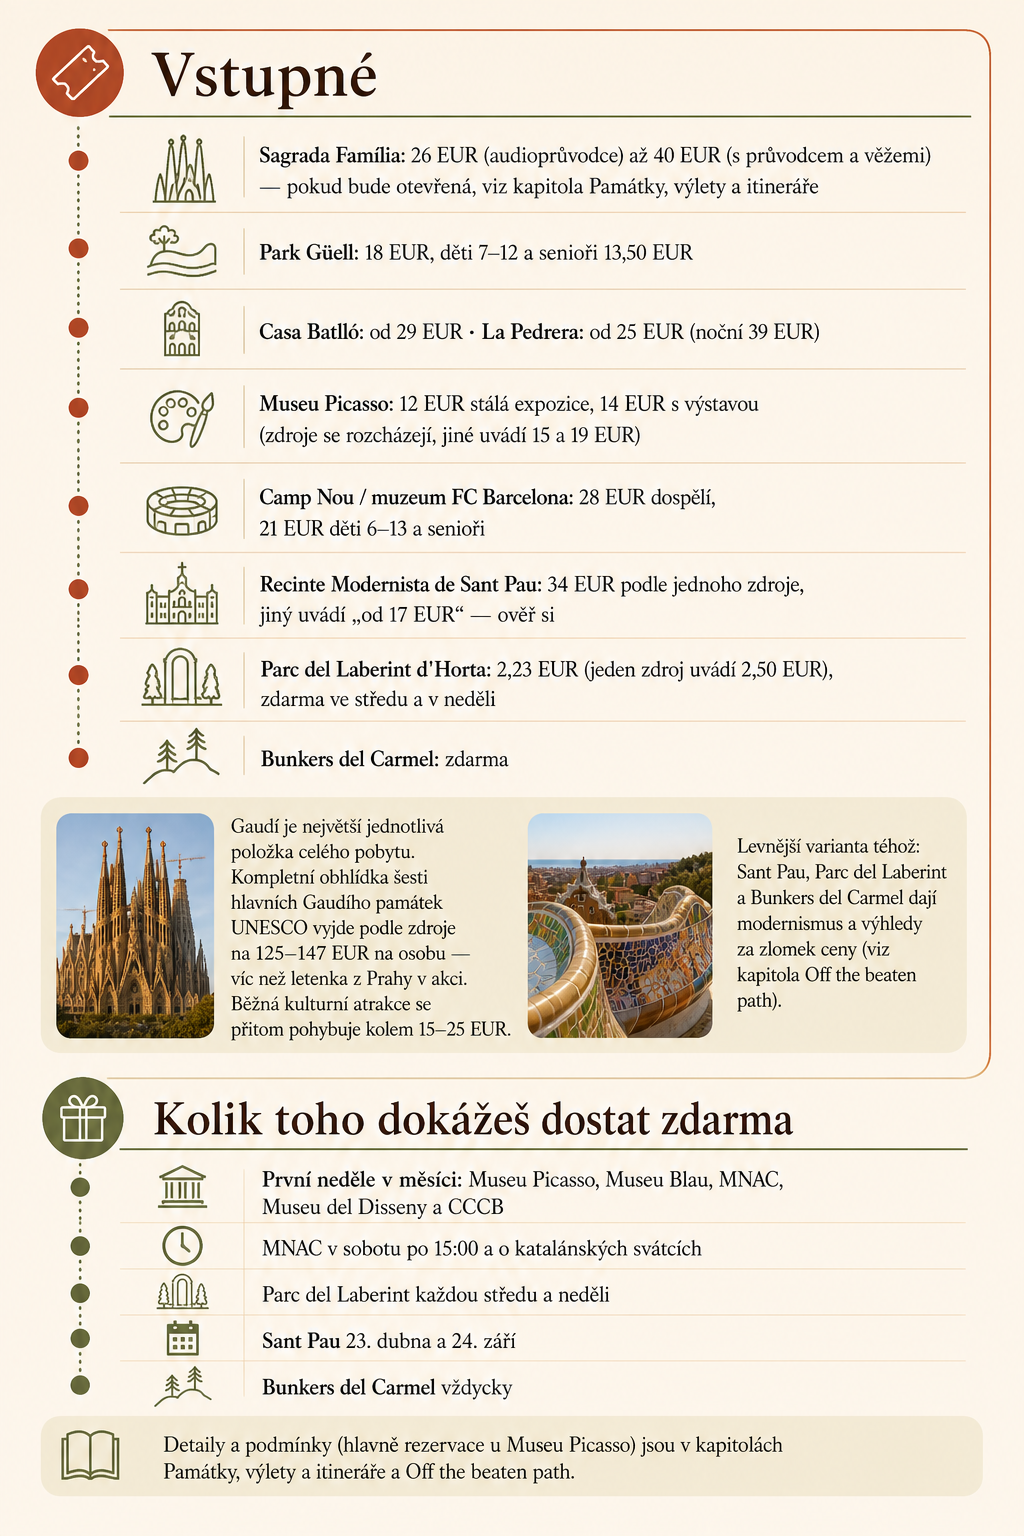 Vstupné
Sagrada Família: 26 EUR (audioprůvodce) až 40 EUR (s průvodcem a věžemi)
— pokud bude otevřená, viz kapitola Památky, výlety a itineráře
Park Güell: 18 EUR, děti 7–12 a senioři 13,50 EUR
Casa Batlló: od 29 EUR · La Pedrera: od 25 EUR (noční 39 EUR)
Museu Picasso: 12 EUR stálá expozice, 14 EUR s výstavou
(zdroje se rozcházejí, jiné uvádí 15 a 19 EUR)
Camp Nou / muzeum FC Barcelona: 28 EUR dospělí,
21 EUR děti 6–13 a senioři
Recinte Modernista de Sant Pau: 34 EUR podle jednoho zdroje,
jiný uvádí „od 17 EUR“ — ověř si
Parc del Laberint d'Horta: 2,23 EUR (jeden zdroj uvádí 2,50 EUR),
zdarma ve středu a v neděli
Bunkers del Carmel: zdarma
Gaudí je největší jednotlivá
položka celého pobytu.
Kompletní obhlídka šesti
hlavních Gaudího památek
UNESCO vyjde podle zdroje
na 125–147 EUR na osobu —
víc než letenka z Prahy v akci.
Běžná kulturní atrakce se
přitom pohybuje kolem 15–25 EUR.
Levnější varianta téhož:
Sant Pau, Parc del Laberint
a Bunkers del Carmel dají
modernismus a výhledy
za zlomek ceny (viz
kapitola Off the beaten
path).
Kolik toho dokážeš dostat zdarma
První neděle v měsíci: Museu Picasso, Museu Blau, MNAC,
Museu del Disseny a CCCB
MNAC v sobotu po 15:00 a o katalánských svátcích
Parc del Laberint každou středu a neděli
Sant Pau 23. dubna a 24. září
Bunkers del Carmel vždycky
Detaily a podmínky (hlavně rezervace u Museu Picasso) jsou v kapitolách
Památky, výlety a itineráře a Off the beaten path.